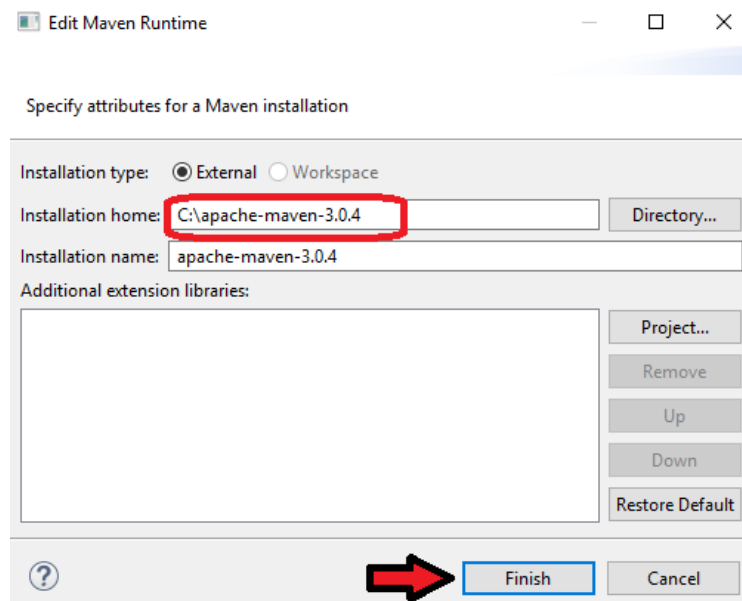 Edit Maven Runtime
Specify attributes for a Maven installation
Installation type: External Workspace
Installation home: C:\apache-maven-3.0.4 Directory...
Installation name: apache-maven-3.0.4
Additional extension libraries:
Project...
Remove
Up
Down
Restore Default
? Finish Cancel